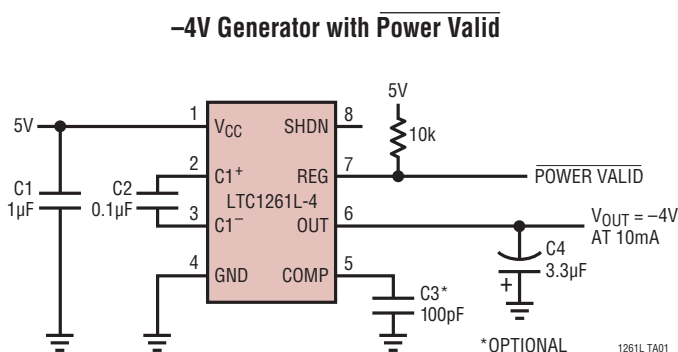 –4V Generator with Power Valid
5V
1
VCC
SHDN
8
5V
10k
2
C1+
REG
7
POWER VALID
C1
1µF
C2
0.1µF
LTC1261L-4
3
C1–
OUT
6
VOUT = –4V
AT 10mA
4
GND
COMP
5
C4
3.3µF
+
C3*
100pF
*OPTIONAL
1261L TA01